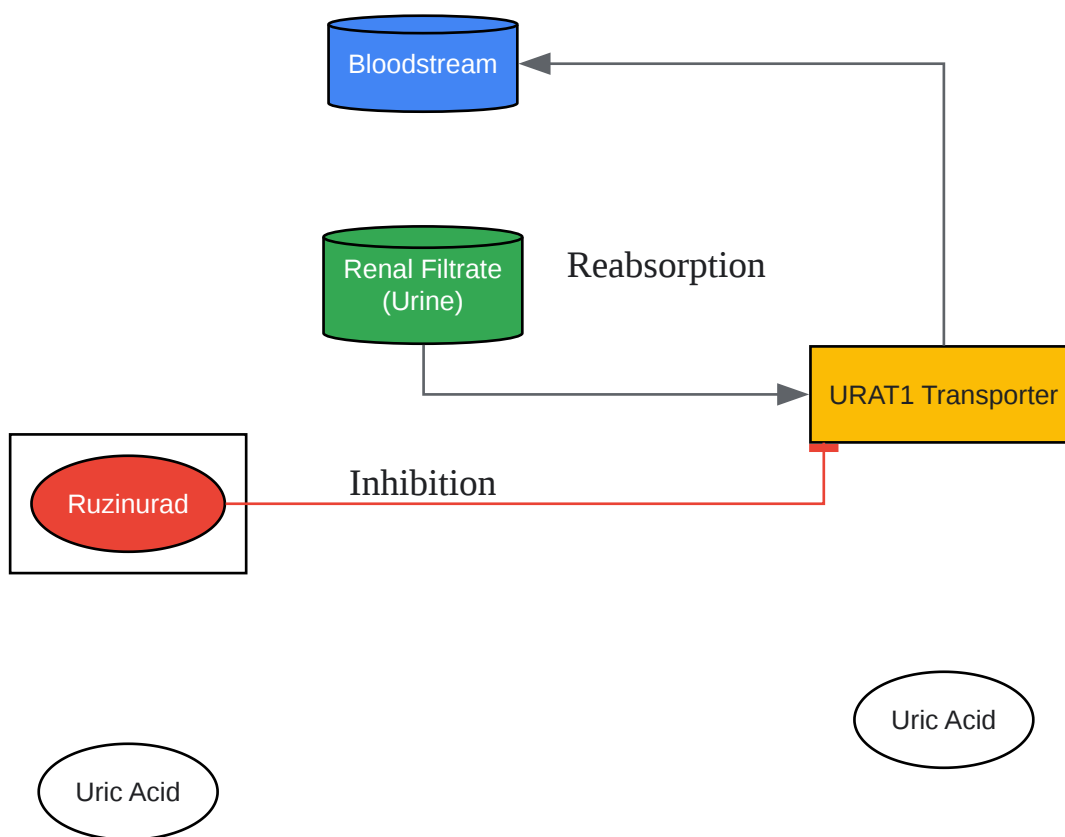 Bloodstream
Renal Filtrate
(Urine)
Reabsorption
URAT1 Transporter
Ruzinurad
Inhibition
Uric Acid
Uric Acid